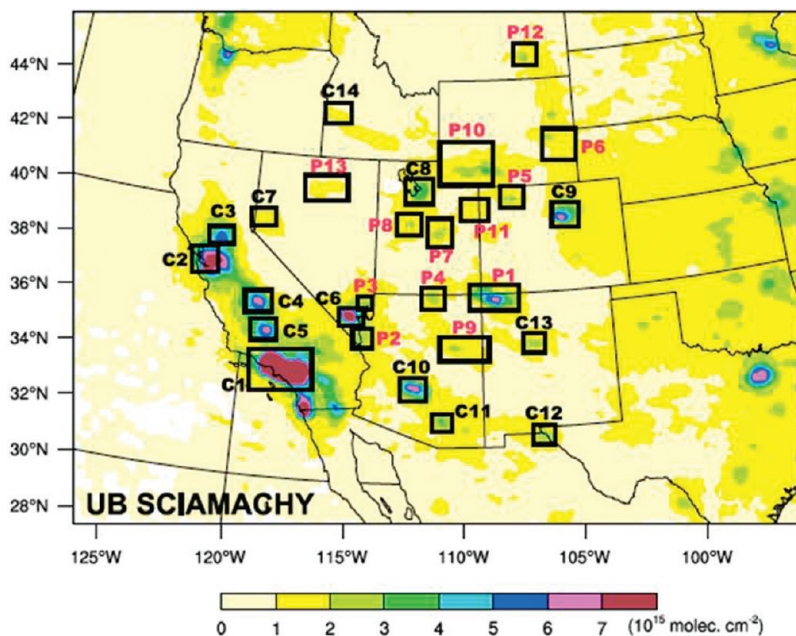 44°N
42°N
40°N
38°N
36°N
34°N
32°N
30°N
28°N
P12
C14
P10
P6
P13
C8
P5
C9
C7
C3
P8
P11
P7
C2
P3
P4
P1
C4
C6
C5
P2
P9
C13
C1
C10
C11
C12
UB SCIAMAGHY
125°W 120°W 115°W 110°W 105°W 100°W
0 1 2 3 4 5 6 7 (10¹⁵ molec. cm⁻²)